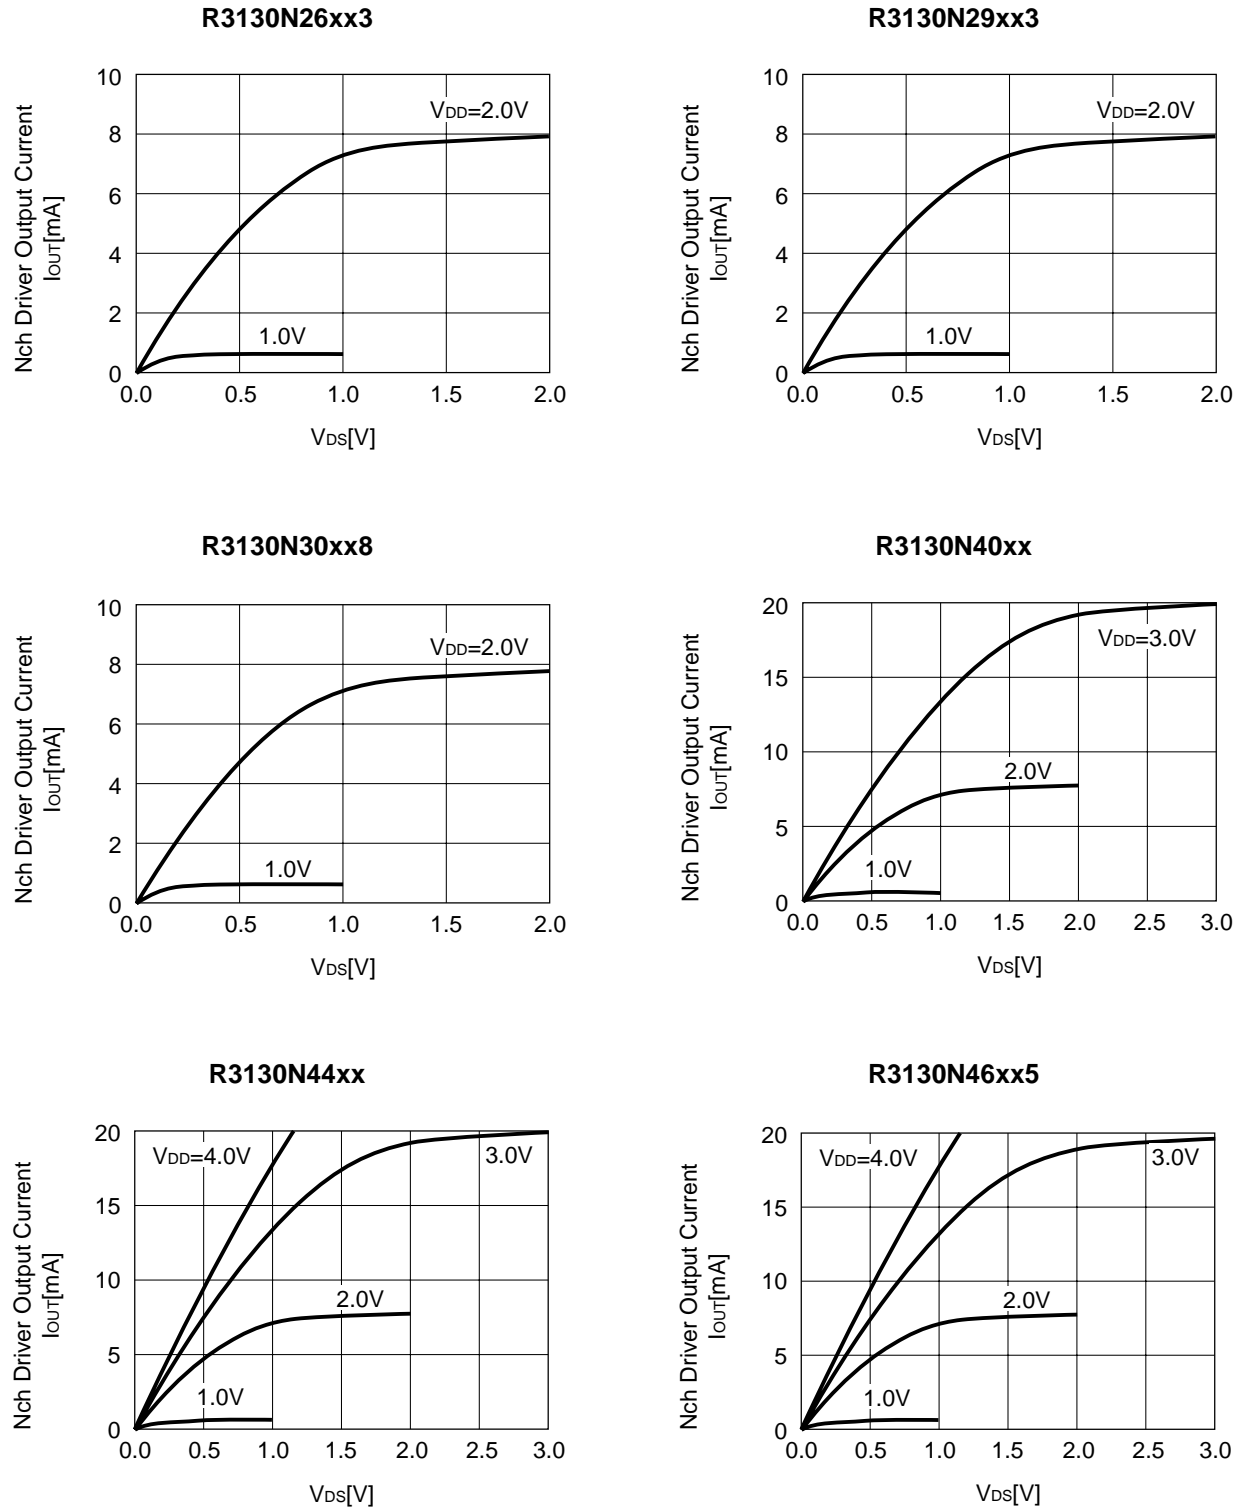 R3130N26xx3
Nch Driver Output Current
IOUT[mA]
10
8
6
4
2
0
VDD=2.0V
1.0V
0.0 0.5 1.0 1.5 2.0
VDS[V]
R3130N29xx3
Nch Driver Output Current
IOUT[mA]
10
8
6
4
2
0
VDD=2.0V
1.0V
0.0 0.5 1.0 1.5 2.0
VDS[V]
R3130N30xx8
Nch Driver Output Current
IOUT[mA]
10
8
6
4
2
0
VDD=2.0V
1.0V
0.0 0.5 1.0 1.5 2.0
VDS[V]
R3130N40xx
Nch Driver Output Current
IOUT[mA]
20
15
10
5
0
VDD=3.0V
2.0V
1.0V
0.0 0.5 1.0 1.5 2.0 2.5 3.0
VDS[V]
R3130N44xx
Nch Driver Output Current
IOUT[mA]
20
15
10
5
0
VDD=4.0V
3.0V
2.0V
1.0V
0.0 0.5 1.0 1.5 2.0 2.5 3.0
VDS[V]
R3130N46xx5
Nch Driver Output Current
IOUT[mA]
20
15
10
5
0
VDD=4.0V
3.0V
2.0V
1.0V
0.0 0.5 1.0 1.5 2.0 2.5 3.0
VDS[V]